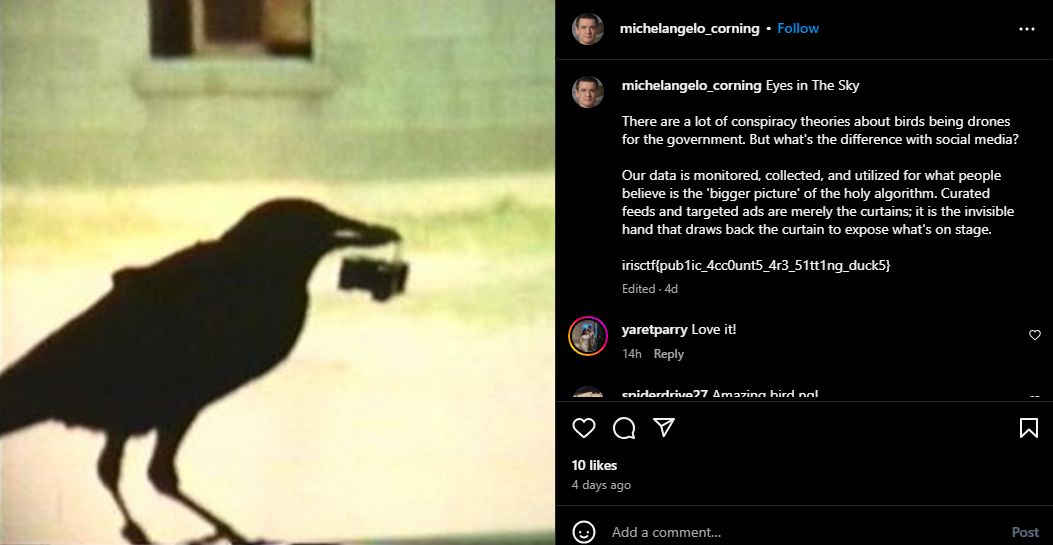 michelangelo_corning • Follow
michelangelo_corning Eyes in The Sky
There are a lot of conspiracy theories about birds being drones
for the government. But what's the difference with social media?
Our data is monitored, collected, and utilized for what people
believe is the 'bigger picture' of the holy algorithm. Curated
feeds and targeted ads are merely the curtains; it is the invisible
hand that draws back the curtain to expose what's on stage.
irisctf{pub1ic_4cc0unt5_4r3_51tt1ng_duck5}
Edited · 4d
yaretparry Love it!
14h Reply
spiderdrive27 Amazing bird ng!
10 likes
4 days ago
Add a comment...
Post